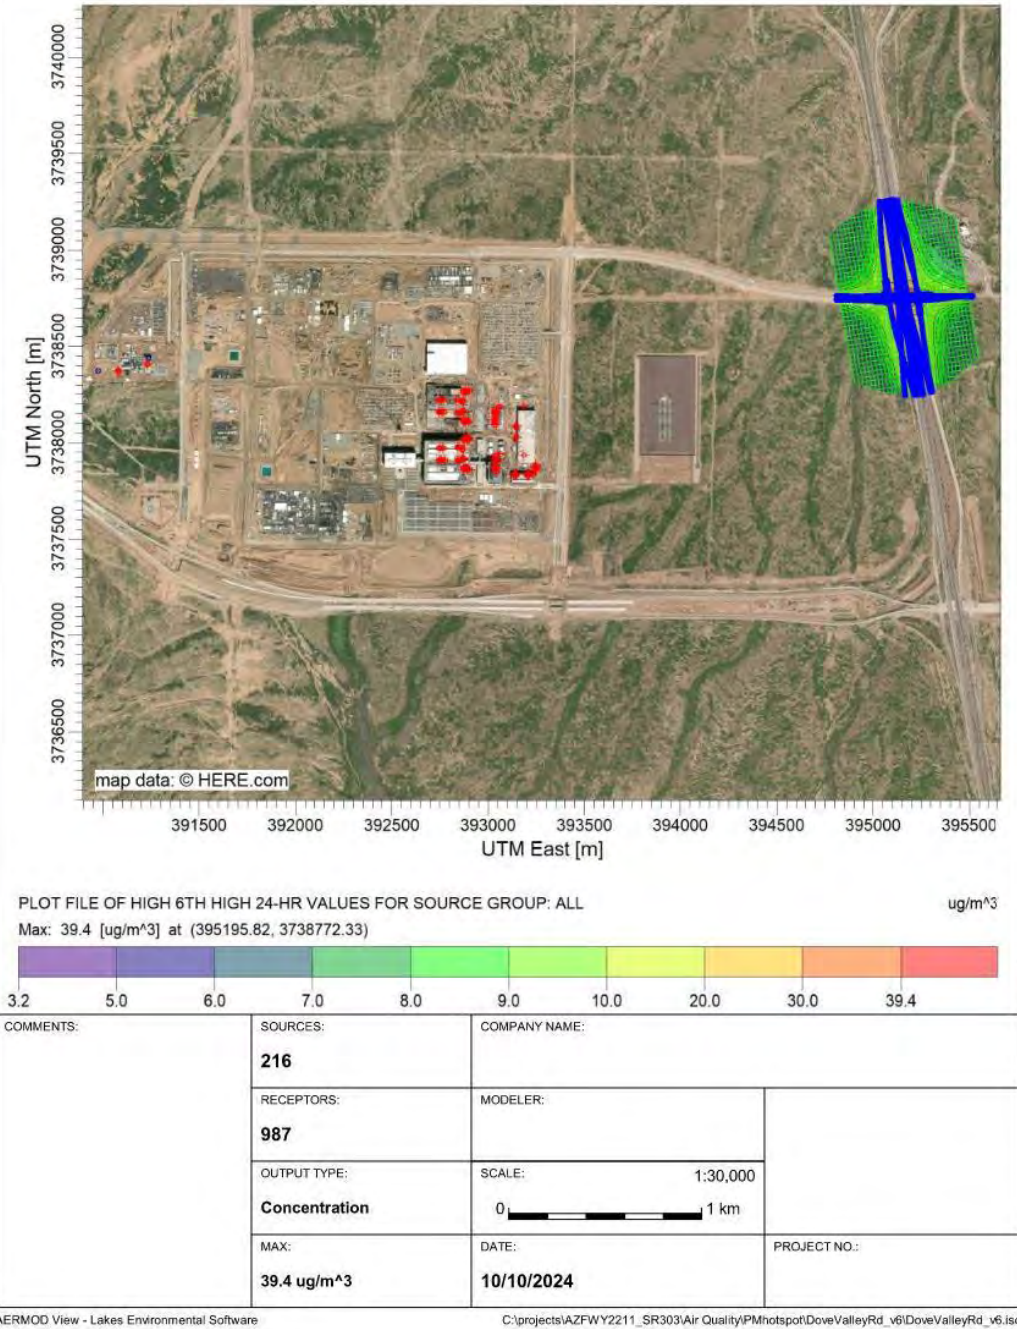 3740000
3739500
3739000
3738500
3738000
3737500
3737000
3736500
UTM North [m]
map data: © HERE.com
391500 392000 392500 393000 393500 394000 394500 395000 395500
UTM East [m]
PLOT FILE OF HIGH 6TH HIGH 24-HR VALUES FOR SOURCE GROUP: ALL ug/m^3
Max: 39.4 [ug/m^3] at (395195.82, 3738772.33)
3.2 5.0 6.0 7.0 8.0 9.0 10.0 20.0 30.0 39.4
COMMENTS:
SOURCES:
216
COMPANY NAME:
RECEPTORS:
987
MODELER:
OUTPUT TYPE:
Concentration
SCALE: 1:30,000
0 1 km
MAX:
39.4 ug/m^3
DATE:
10/10/2024
PROJECT NO.:
AERMOD View - Lakes Environmental Software
C:\projects\AZFWY2211_SR303\Air Quality\PMhotspot\DoveValleyRd_v6\DoveValleyRd_v6.isc